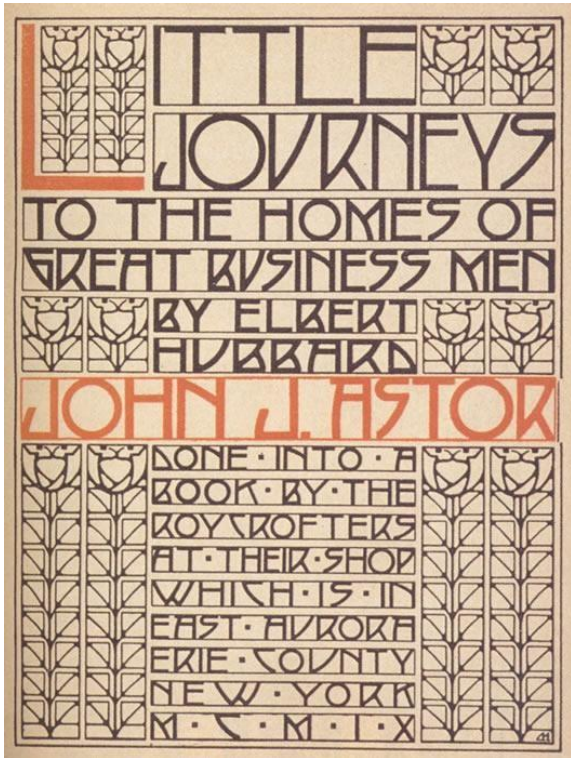 LITTLE
JOURNEYS
TO THE HOMES OF
GREAT BUSINESS MEN
BY ELBERT
HUBBARD
JOHN J. ASTOR
DONE·INTO·A
BOOK·BY·THE
ROYCROFTERS
AT·THEIR·SHOP
WHICH·IS·IN
EAST·AURORA
ERIE·COUNTY
NEW·YORK
M·C·M·I·X